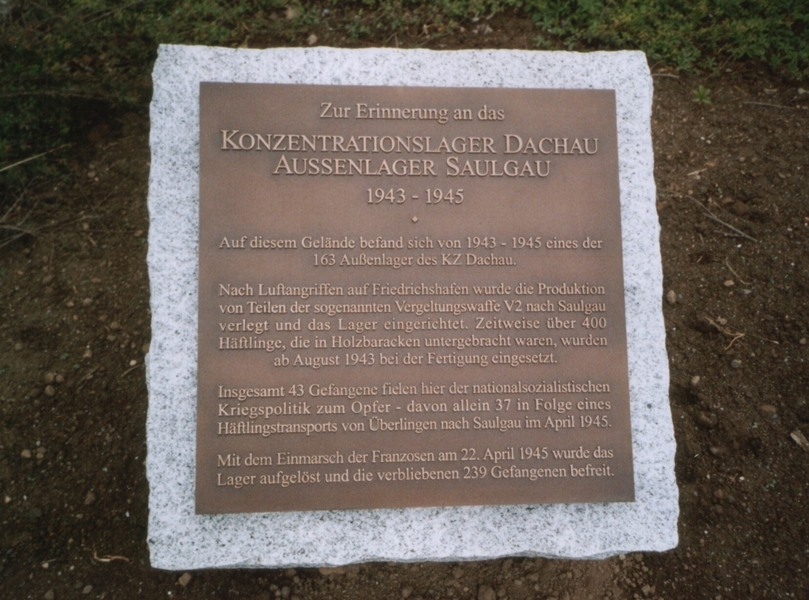 Zur Erinnerung an das
KONZENTRATIONSLAGER DACHAU
AUSSENLAGER SAULGAU
1943 - 1945
Auf diesem Gelände befand sich von 1943 - 1945 eines der
163 Außenlager des KZ Dachau.
Nach Luftangriffen auf Friedrichshafen wurde die Produktion
von Teilen der sogenannten Vergeltungswaffe V2 nach Saulgau
verlegt und das Lager eingerichtet. Zeitweise über 400
Häftlinge, die in Holzbaracken untergebracht waren, wurden
ab August 1943 bei der Fertigung eingesetzt.
Insgesamt 43 Gefangene fielen hier der nationalsozialistischen
Kriegspolitik zum Opfer - davon allein 37 in Folge eines
Häftlingstransports von Überlingen nach Saulgau im April 1945.
Mit dem Einmarsch der Franzosen am 22. April 1945 wurde das
Lager aufgelöst und die verbliebenen 239 Gefangenen befreit.